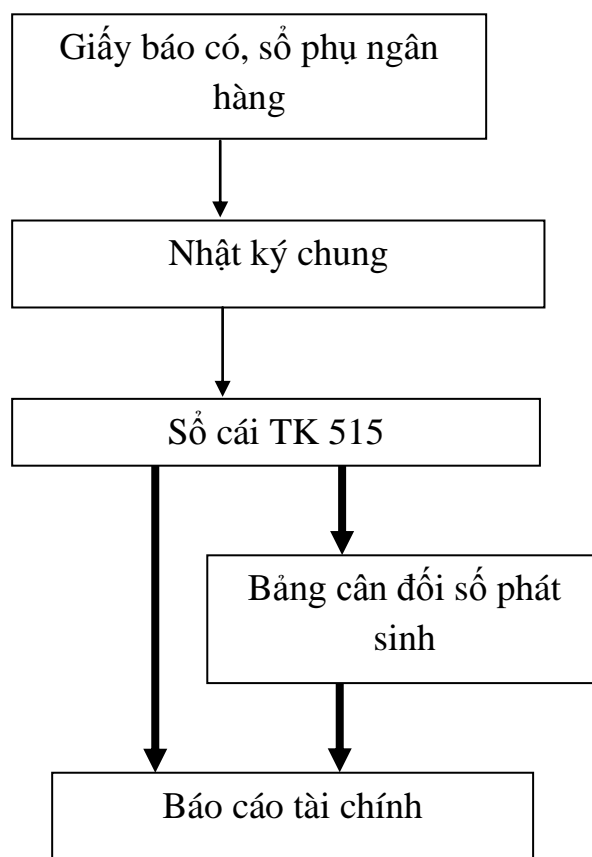 Giấy báo có, sổ phụ ngân
hàng
Nhật ký chung
Sổ cái TK 515
Bảng cân đối số phát
sinh
Báo cáo tài chính